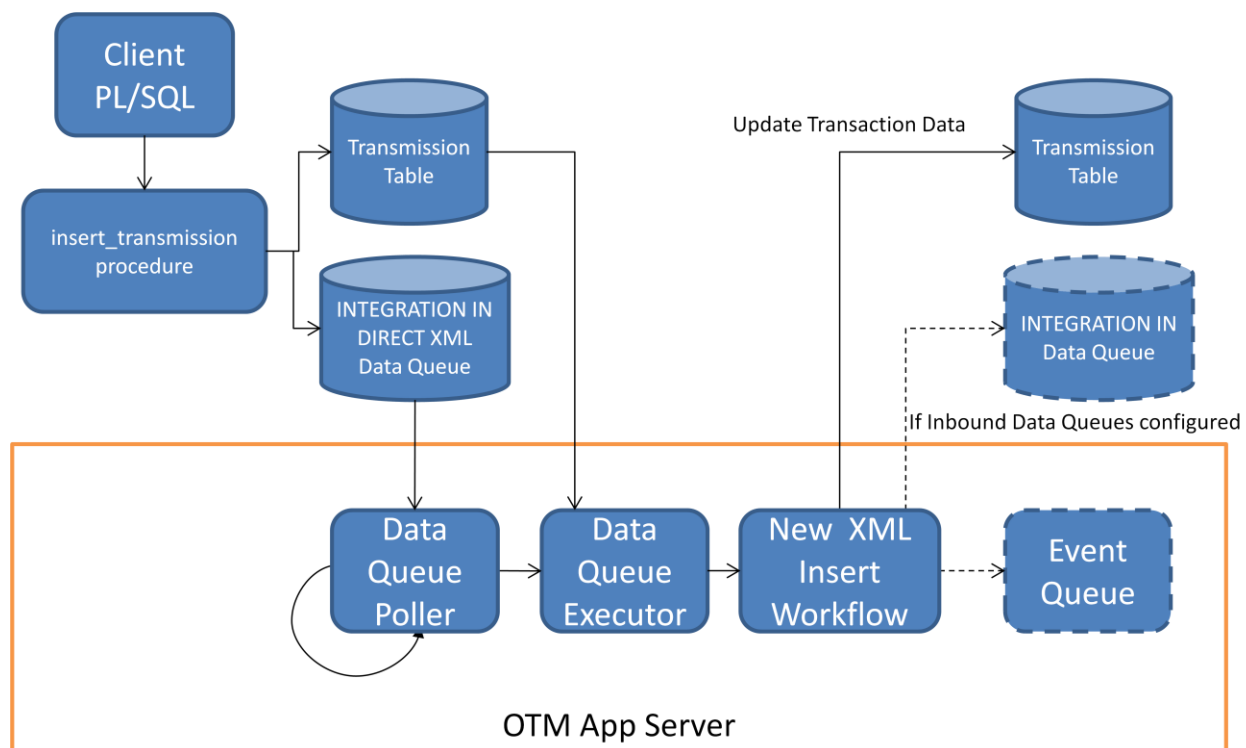 Client
PL/SQL
insert_transmission
procedure
Transmission
Table
INTEGRATION IN
DIRECT XML
Data Queue
Update Transaction Data
Transmission
Table
INTEGRATION IN
Data Queue
If Inbound Data Queues configured
Data
Queue
Poller
Data
Queue
Executor
New XML
Insert
Workflow
Event
Queue
OTM App Server